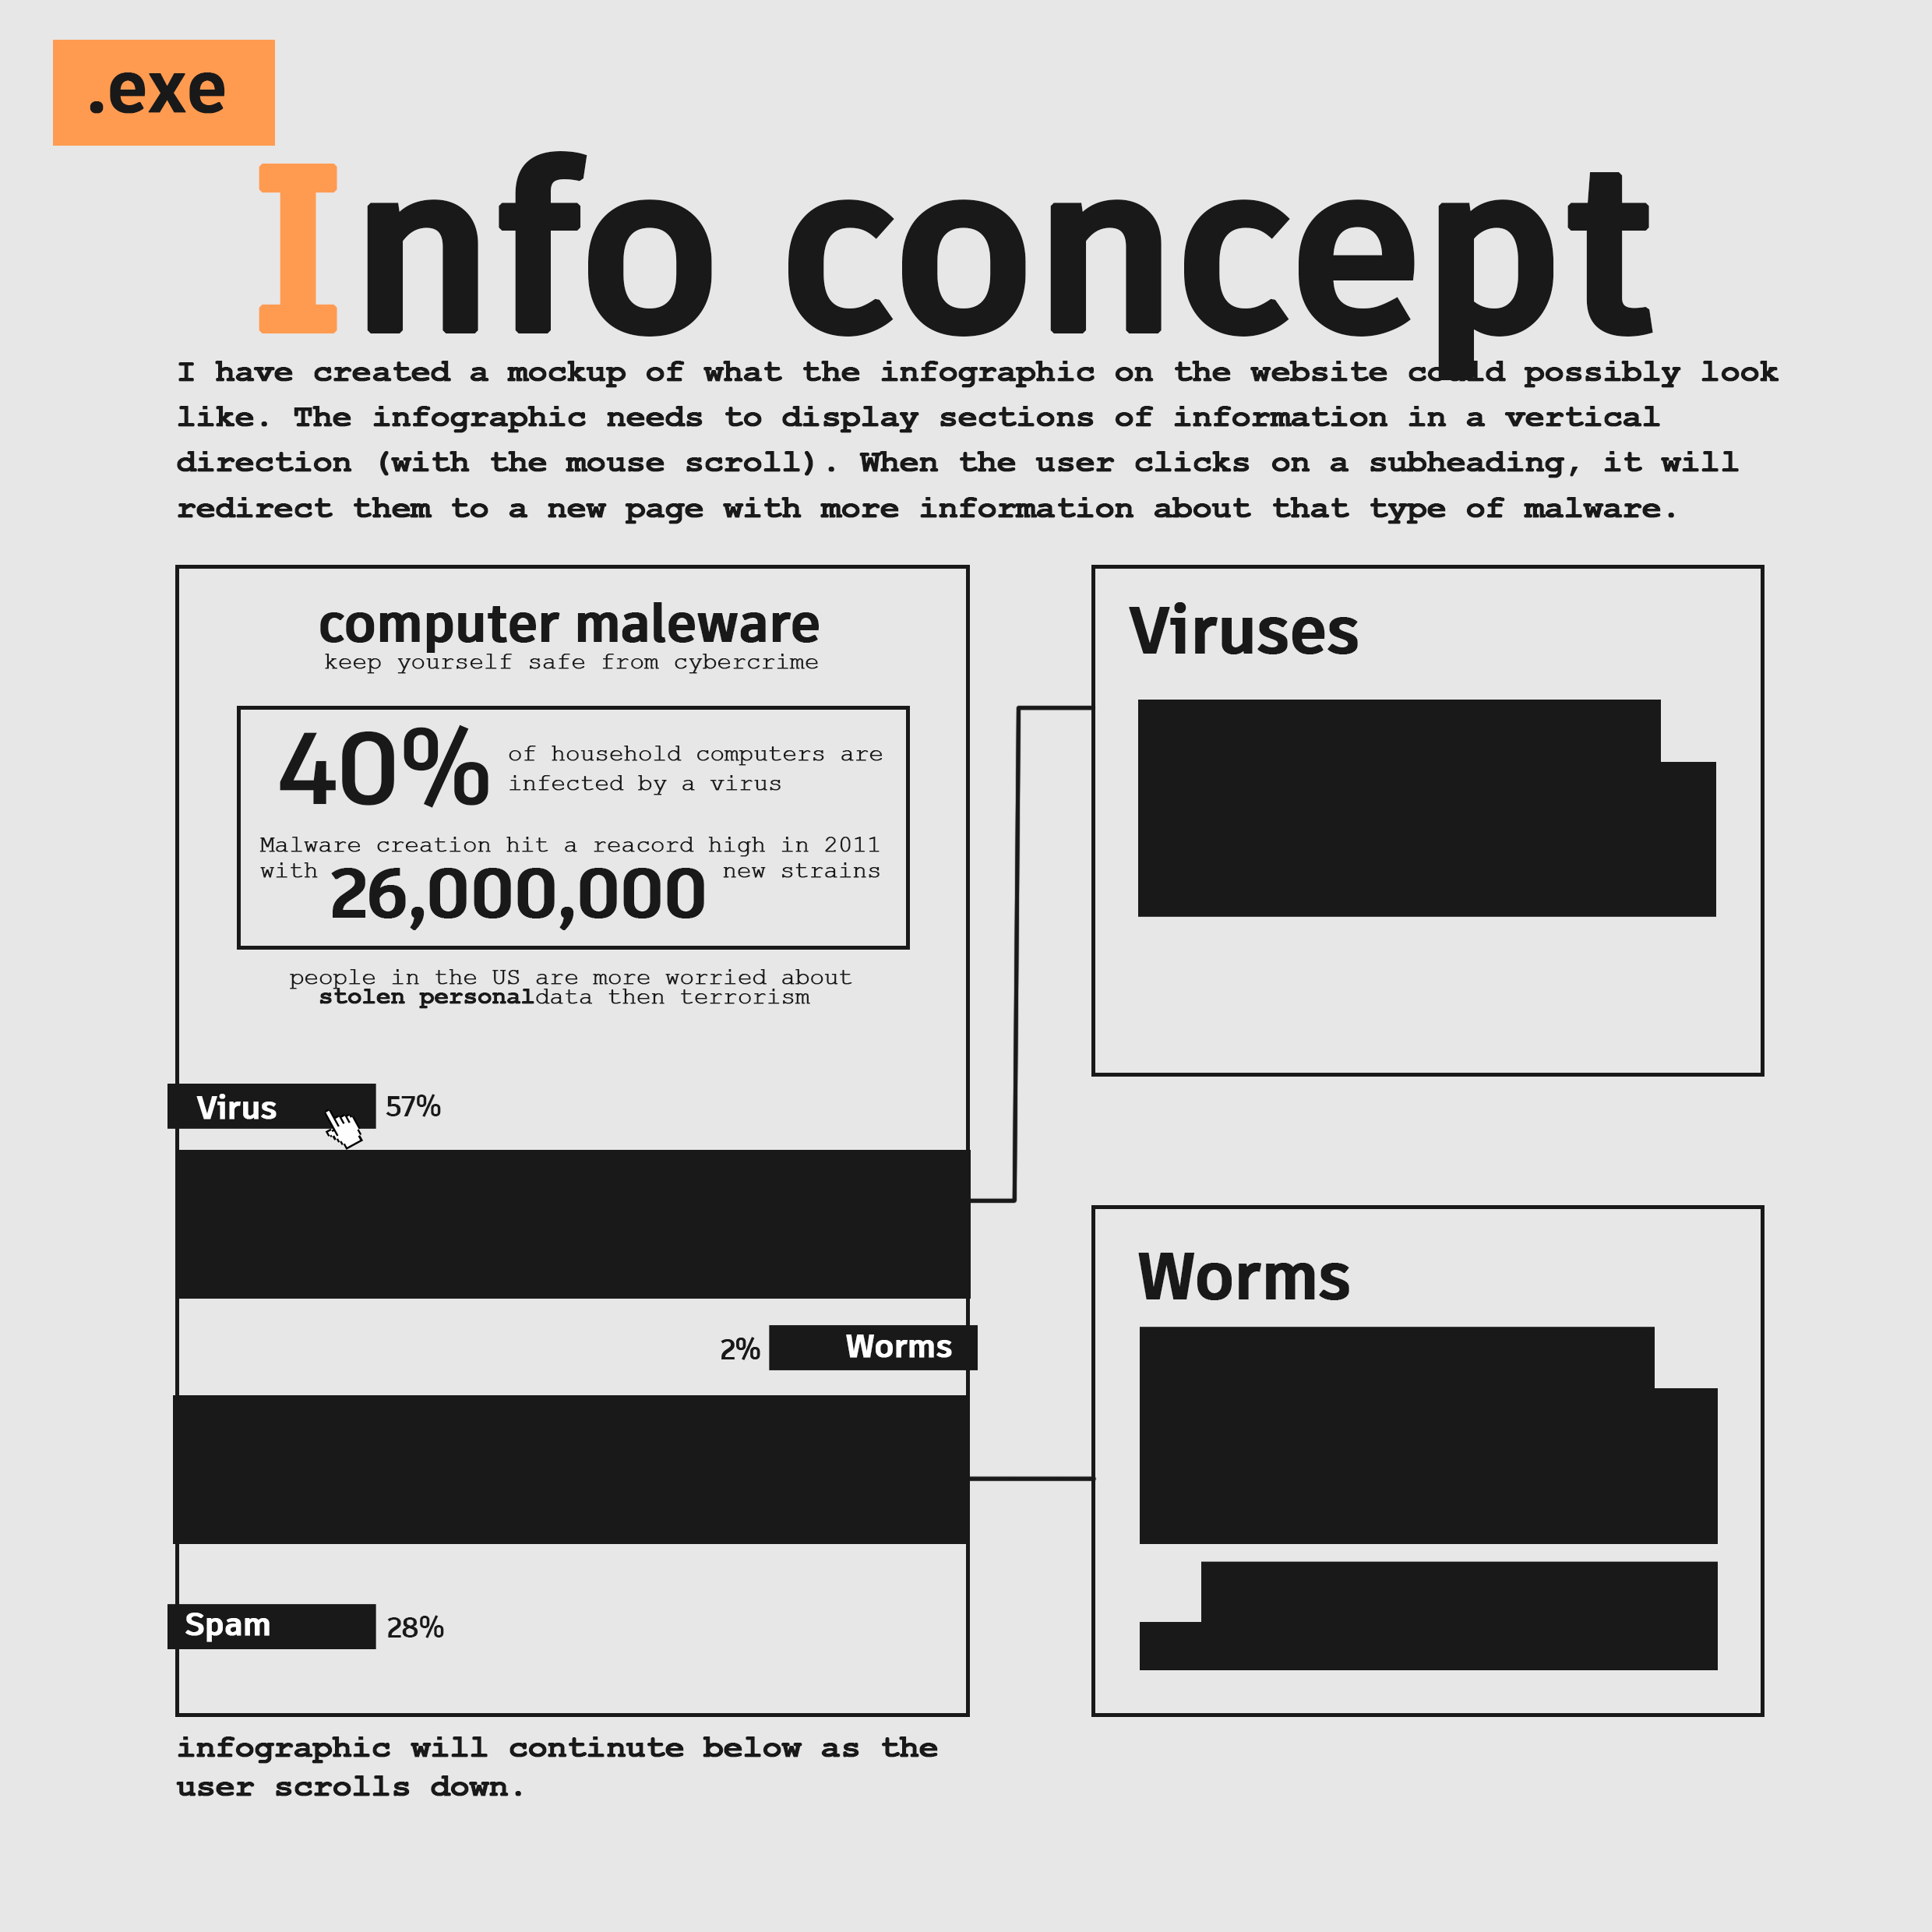 .exe
Info concept
I have created a mockup of what the infographic on the website could possibly look
like. The infographic needs to display sections of information in a vertical
direction (with the mouse scroll). When the user clicks on a subheading, it will
redirect them to a new page with more information about that type of malware.
computer maleware
keep yourself safe from cybercrime
40%
of household computers are
infected by a virus
Malware creation hit a reacord high in 2011
with 26,000,000 new strains
people in the US are more worried about
stolen personaldata then terrorism
Virus 57%
2% Worms
Spam 28%
infographic will continue below as the
user scrolls down.
Viruses
Worms